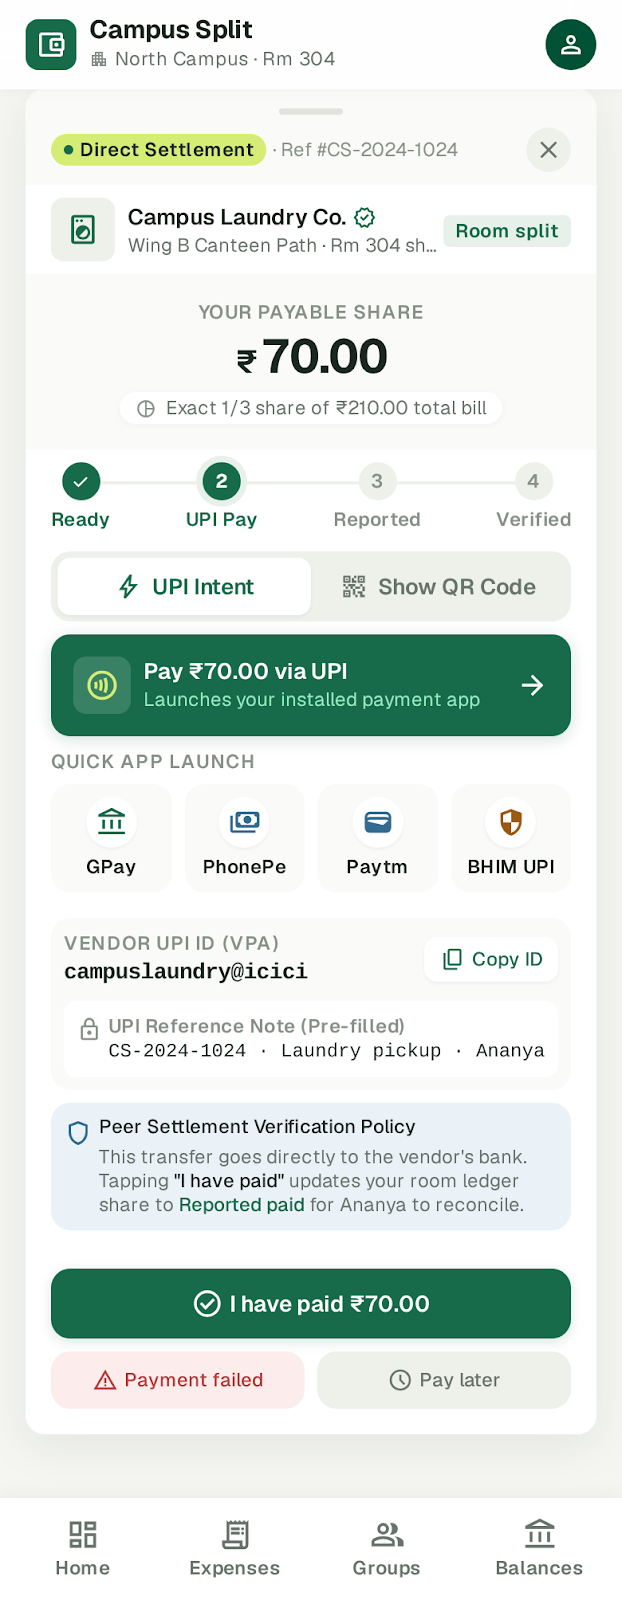 Campus Split
North Campus · Rm 304
Direct Settlement · Ref #CS-2024-1024
Campus Laundry Co.
Wing B Canteen Path · Rm 304 sh...
Room split
YOUR PAYABLE SHARE
₹70.00
Exact 1/3 share of ₹210.00 total bill
2 3 4
Ready UPI Pay Reported Verified
UPI Intent Show QR Code
Pay ₹70.00 via UPI
Launches your installed payment app
QUICK APP LAUNCH
GPay PhonePe Paytm BHIM UPI
VENDOR UPI ID (VPA)
campuslaundry@icici
Copy ID
UPI Reference Note (Pre-filled)
CS-2024-1024 · Laundry pickup · Ananya
Peer Settlement Verification Policy
This transfer goes directly to the vendor's bank.
Tapping "I have paid" updates your room ledger
share to Reported paid for Ananya to reconcile.
I have paid ₹70.00
Payment failed Pay later
Home Expenses Groups Balances